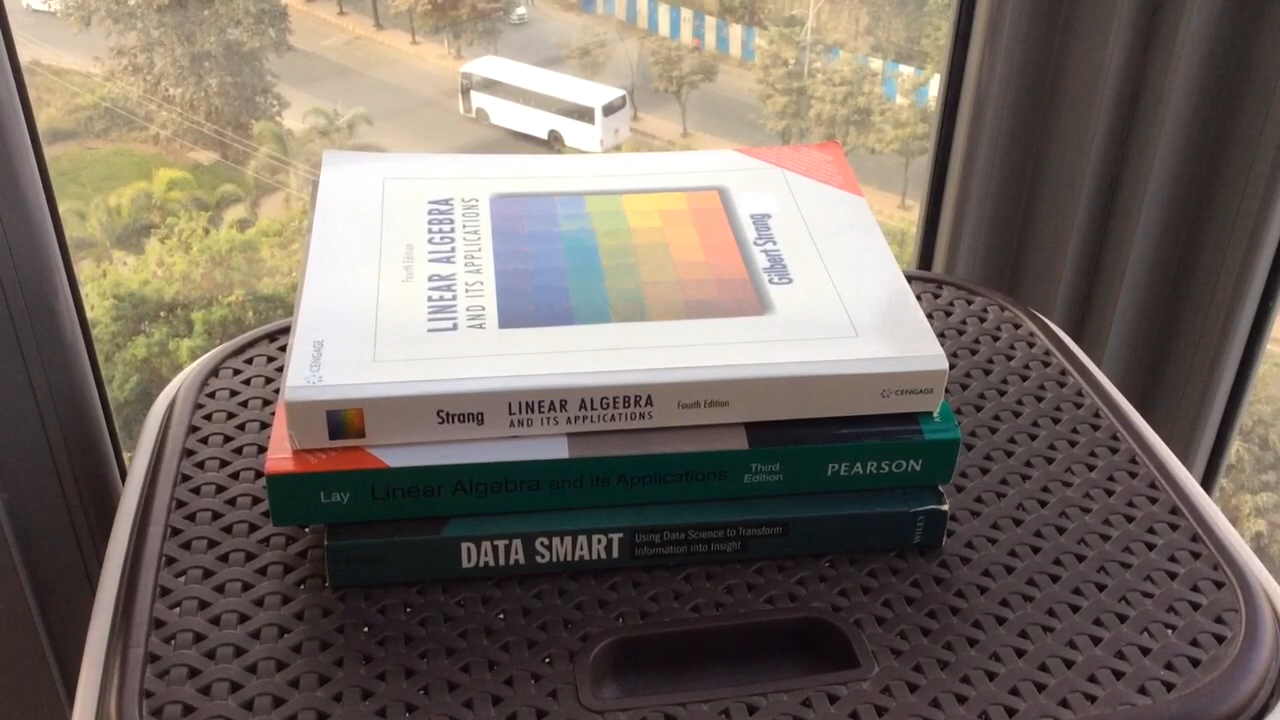 Fourth Edition
LINEAR ALGEBRA
AND ITS APPLICATIONS
Gilbert Strang
CENGAGE
Strang
LINEAR ALGEBRA
AND ITS APPLICATIONS
Fourth Edition
CENGAGE
Lay
Linear Algebra and its Applications
Third
Edition
PEARSON
DATA SMART
Using Data Science to Transform
Information into Insight
WILEY